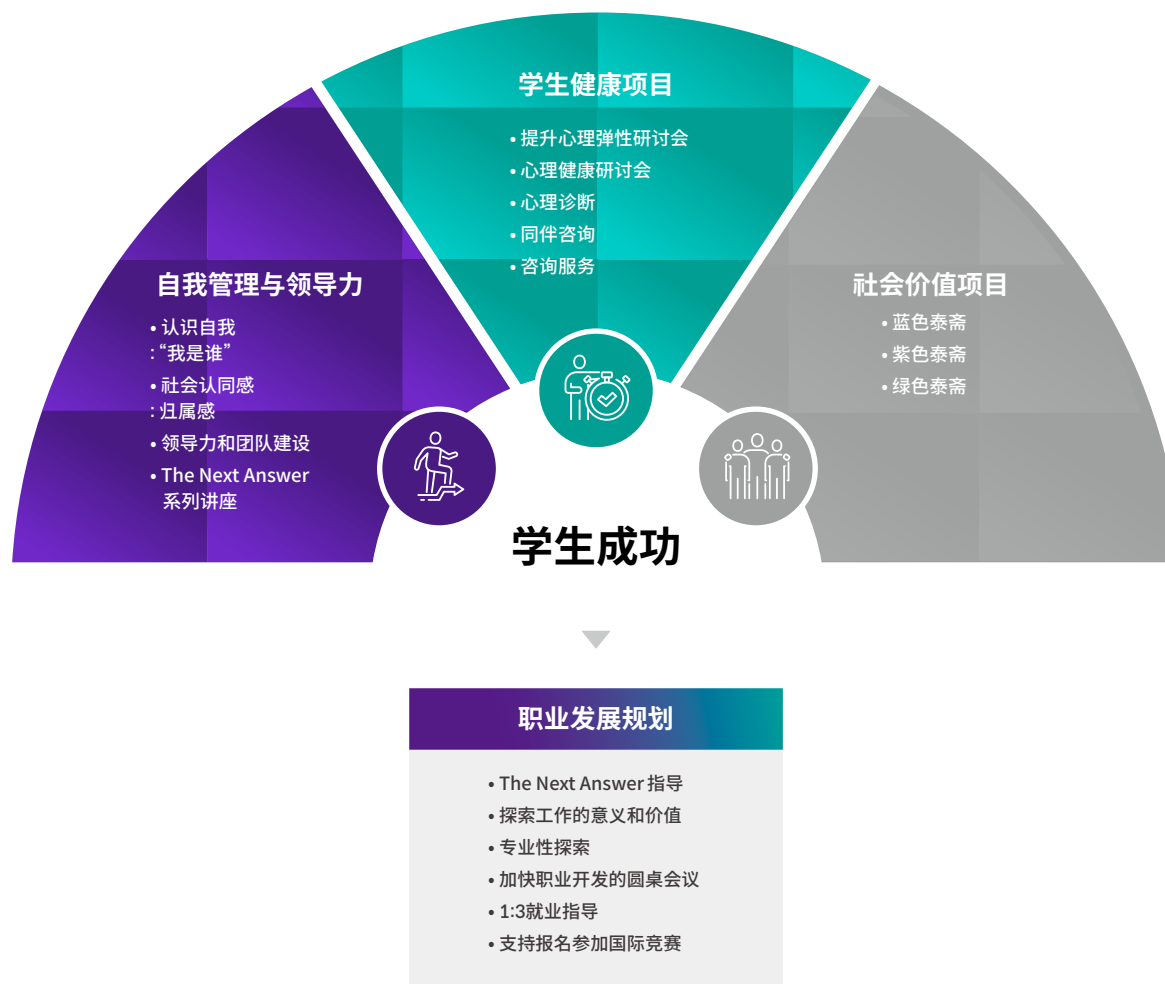 学生健康项目
• 提升心理弹性研讨会
• 心理健康研讨会
• 心理诊断
• 同伴咨询
• 咨询服务
自我管理与领导力
• 认识自我
: “我是谁”
• 社会认同感
: 归属感
• 领导力和团队建设
• The Next Answer
系列讲座
社会价值项目
• 蓝色泰斋
• 紫色泰斋
• 绿色泰斋
学生成功
职业发展规划
• The Next Answer 指导
• 探索工作的意义和价值
• 专业性探索
• 加快职业开发的圆桌会议
• 1:3就业指导
• 支持报名参加国际竞赛